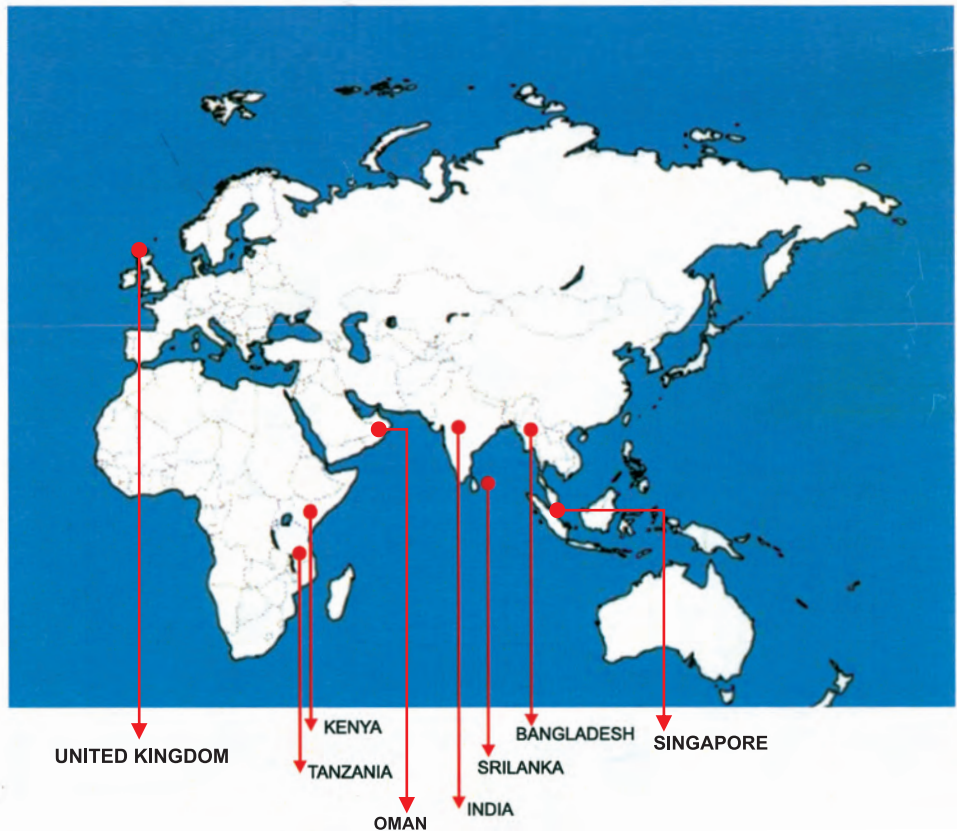 KENYA
BANGLADESH
SINGAPORE
UNITED KINGDOM
TANZANIA
SRILANKA
INDIA
OMAN